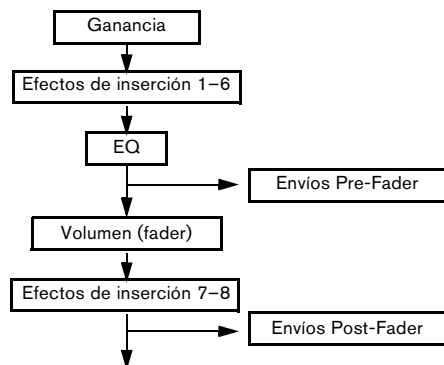 Ganancia
Efectos de inserción 1–6
EQ
Envíos Pre-Fader
Volumen (fader)
Efectos de inserción 7–8
Envíos Post-Fader